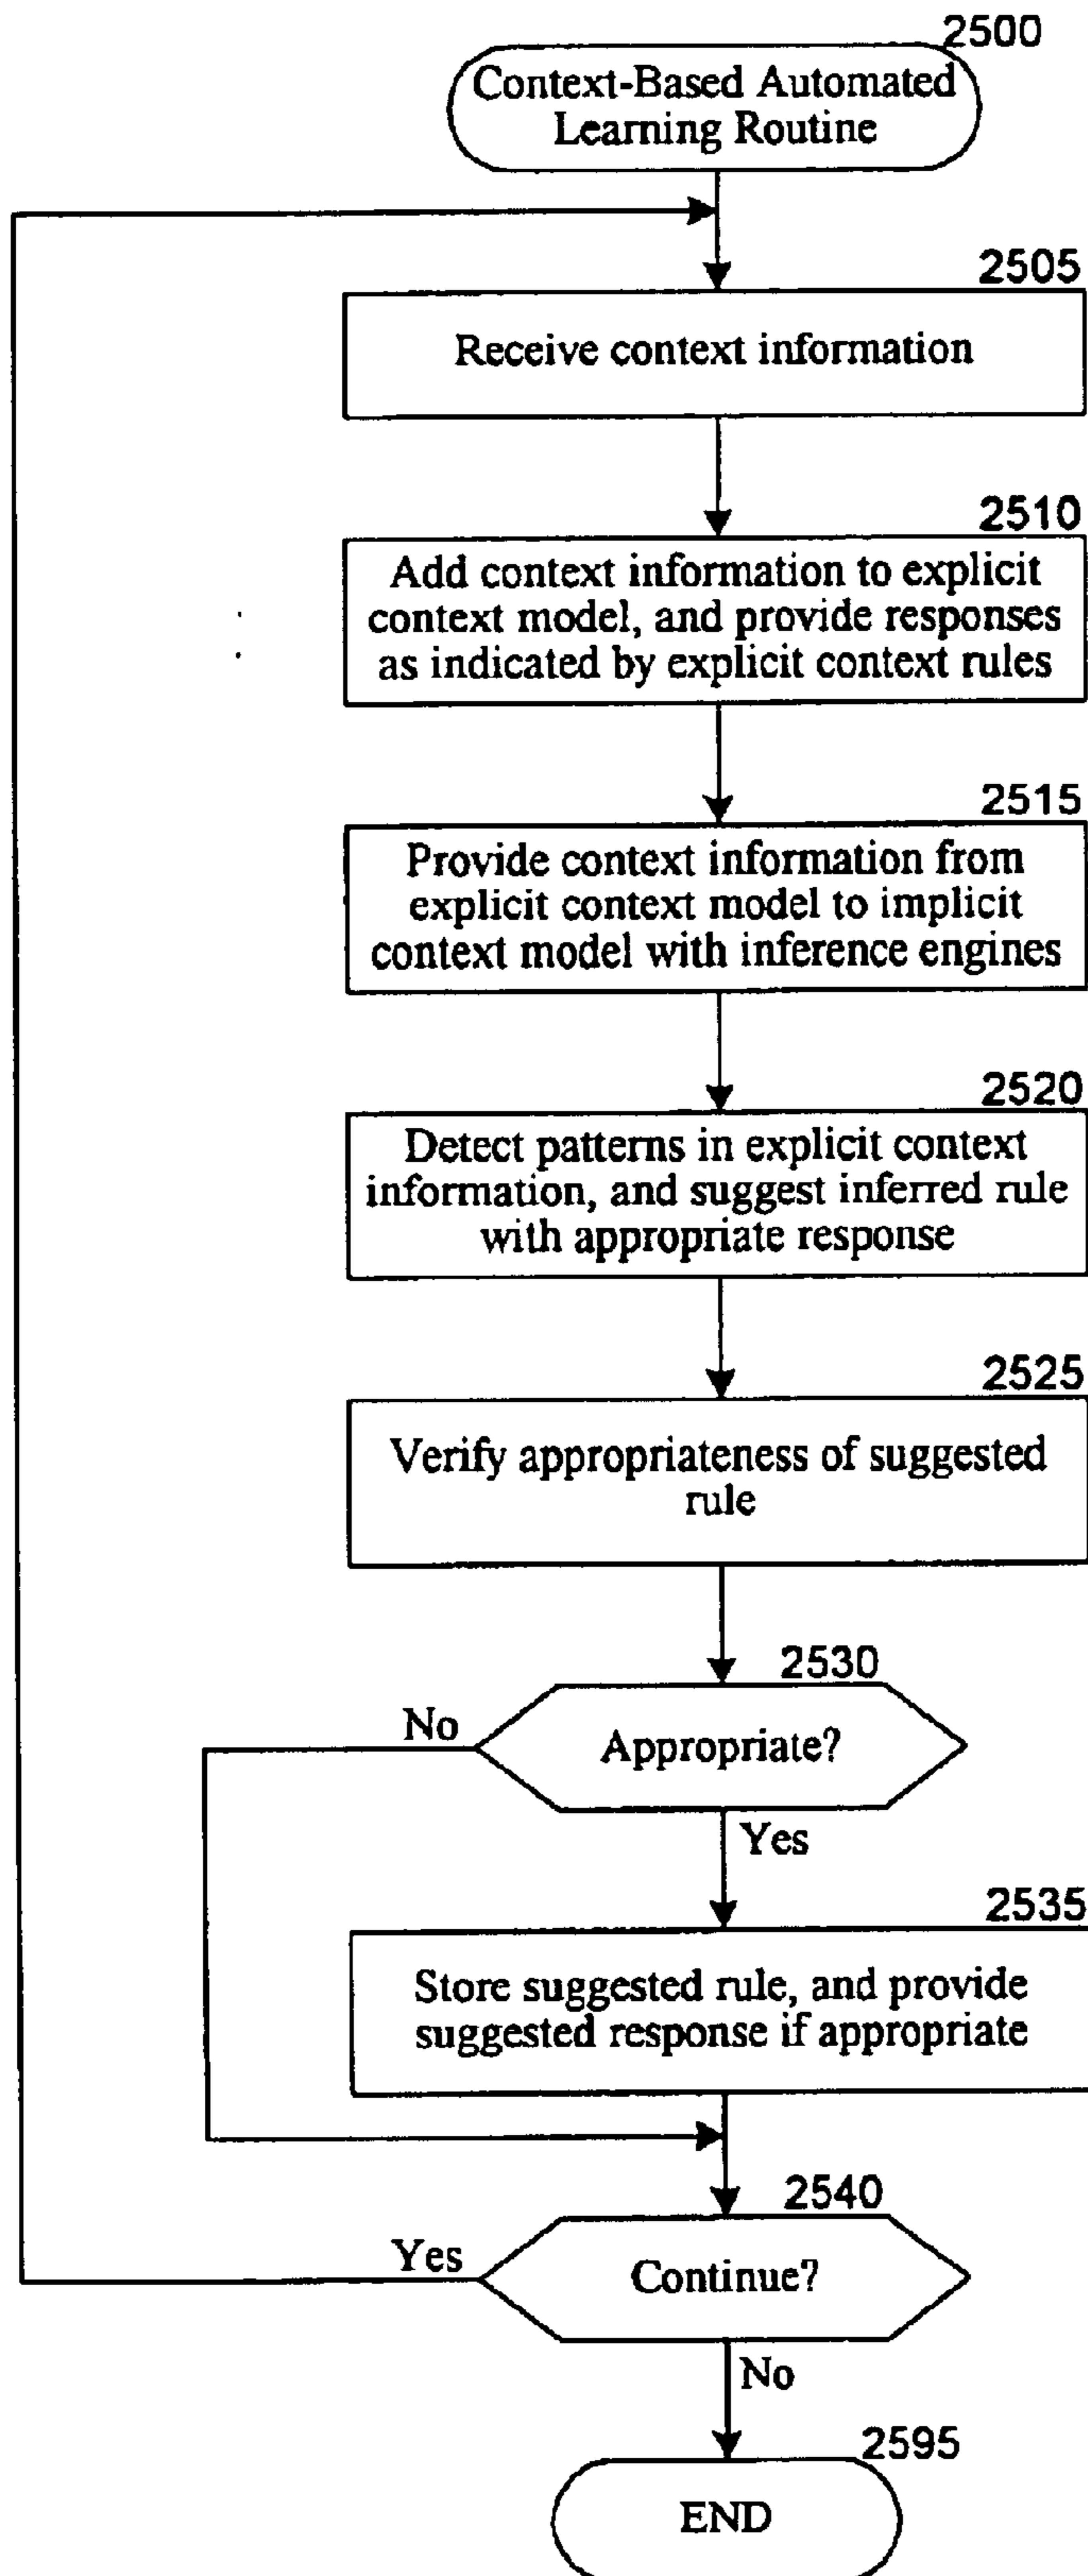 2500
Context-Based Automated
Learning Routine
2505
Receive context information
2510
Add context information to explicit
context model, and provide responses
as indicated by explicit context rules
2515
Provide context information from
explicit context model to implicit
context model with inference engines
2520
Detect patterns in explicit context
information, and suggest inferred rule
with appropriate response
2525
Verify appropriateness of suggested
rule
2530
No
Appropriate?
Yes
2535
Store suggested rule, and provide
suggested response if appropriate
2540
Yes
Continue?
No
2595
END